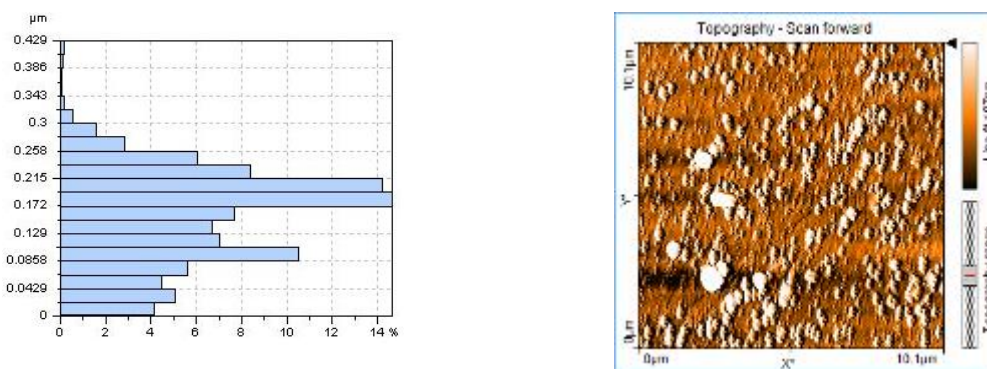 µm
0.429
0.386
0.343
0.3
0.258
0.215
0.172
0.129
0.0858
0.0429
0
0 2 4 6 8 10 12 14 %
Topography - Scan forward
10.1µm
Y*
0µm
0µm X* 10.1µm